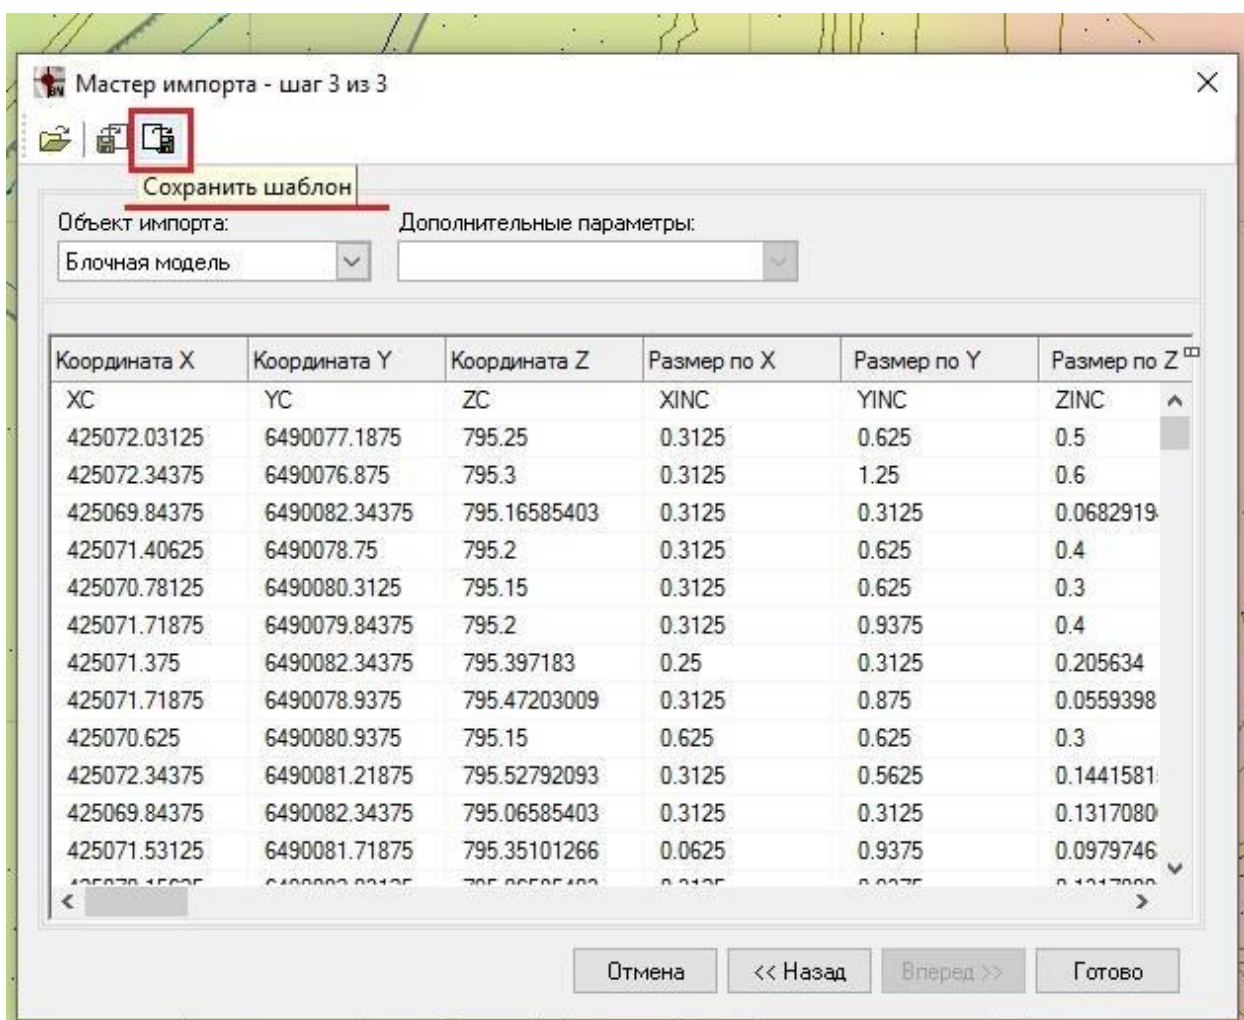 Мастер импорта - шаг 3 из 3
Сохранить шаблон
Объект импорта: Дополнительные параметры:
Блочная модель
Координата X Координата Y Координата Z Размер по X Размер по Y Размер по Z
XC YC ZC XINC YINC ZINC
425072.03125 6490077.1875 795.25 0.3125 0.625 0.5
425072.34375 6490076.875 795.3 0.3125 1.25 0.6
425069.84375 6490082.34375 795.16585403 0.3125 0.3125 0.0682919
425071.40625 6490078.75 795.2 0.3125 0.625 0.4
425070.78125 6490080.3125 795.15 0.3125 0.625 0.3
425071.71875 6490079.84375 795.2 0.3125 0.9375 0.4
425071.375 6490082.34375 795.397183 0.25 0.3125 0.205634
425071.71875 6490078.9375 795.47203009 0.3125 0.875 0.0559398
425070.625 6490080.9375 795.15 0.625 0.625 0.3
425072.34375 6490081.21875 795.52792093 0.3125 0.5625 0.1441581
425069.84375 6490082.34375 795.06585403 0.3125 0.3125 0.1317080
425071.53125 6490081.71875 795.35101266 0.0625 0.9375 0.0979746
Отмена << Назад Вперед >> Готово